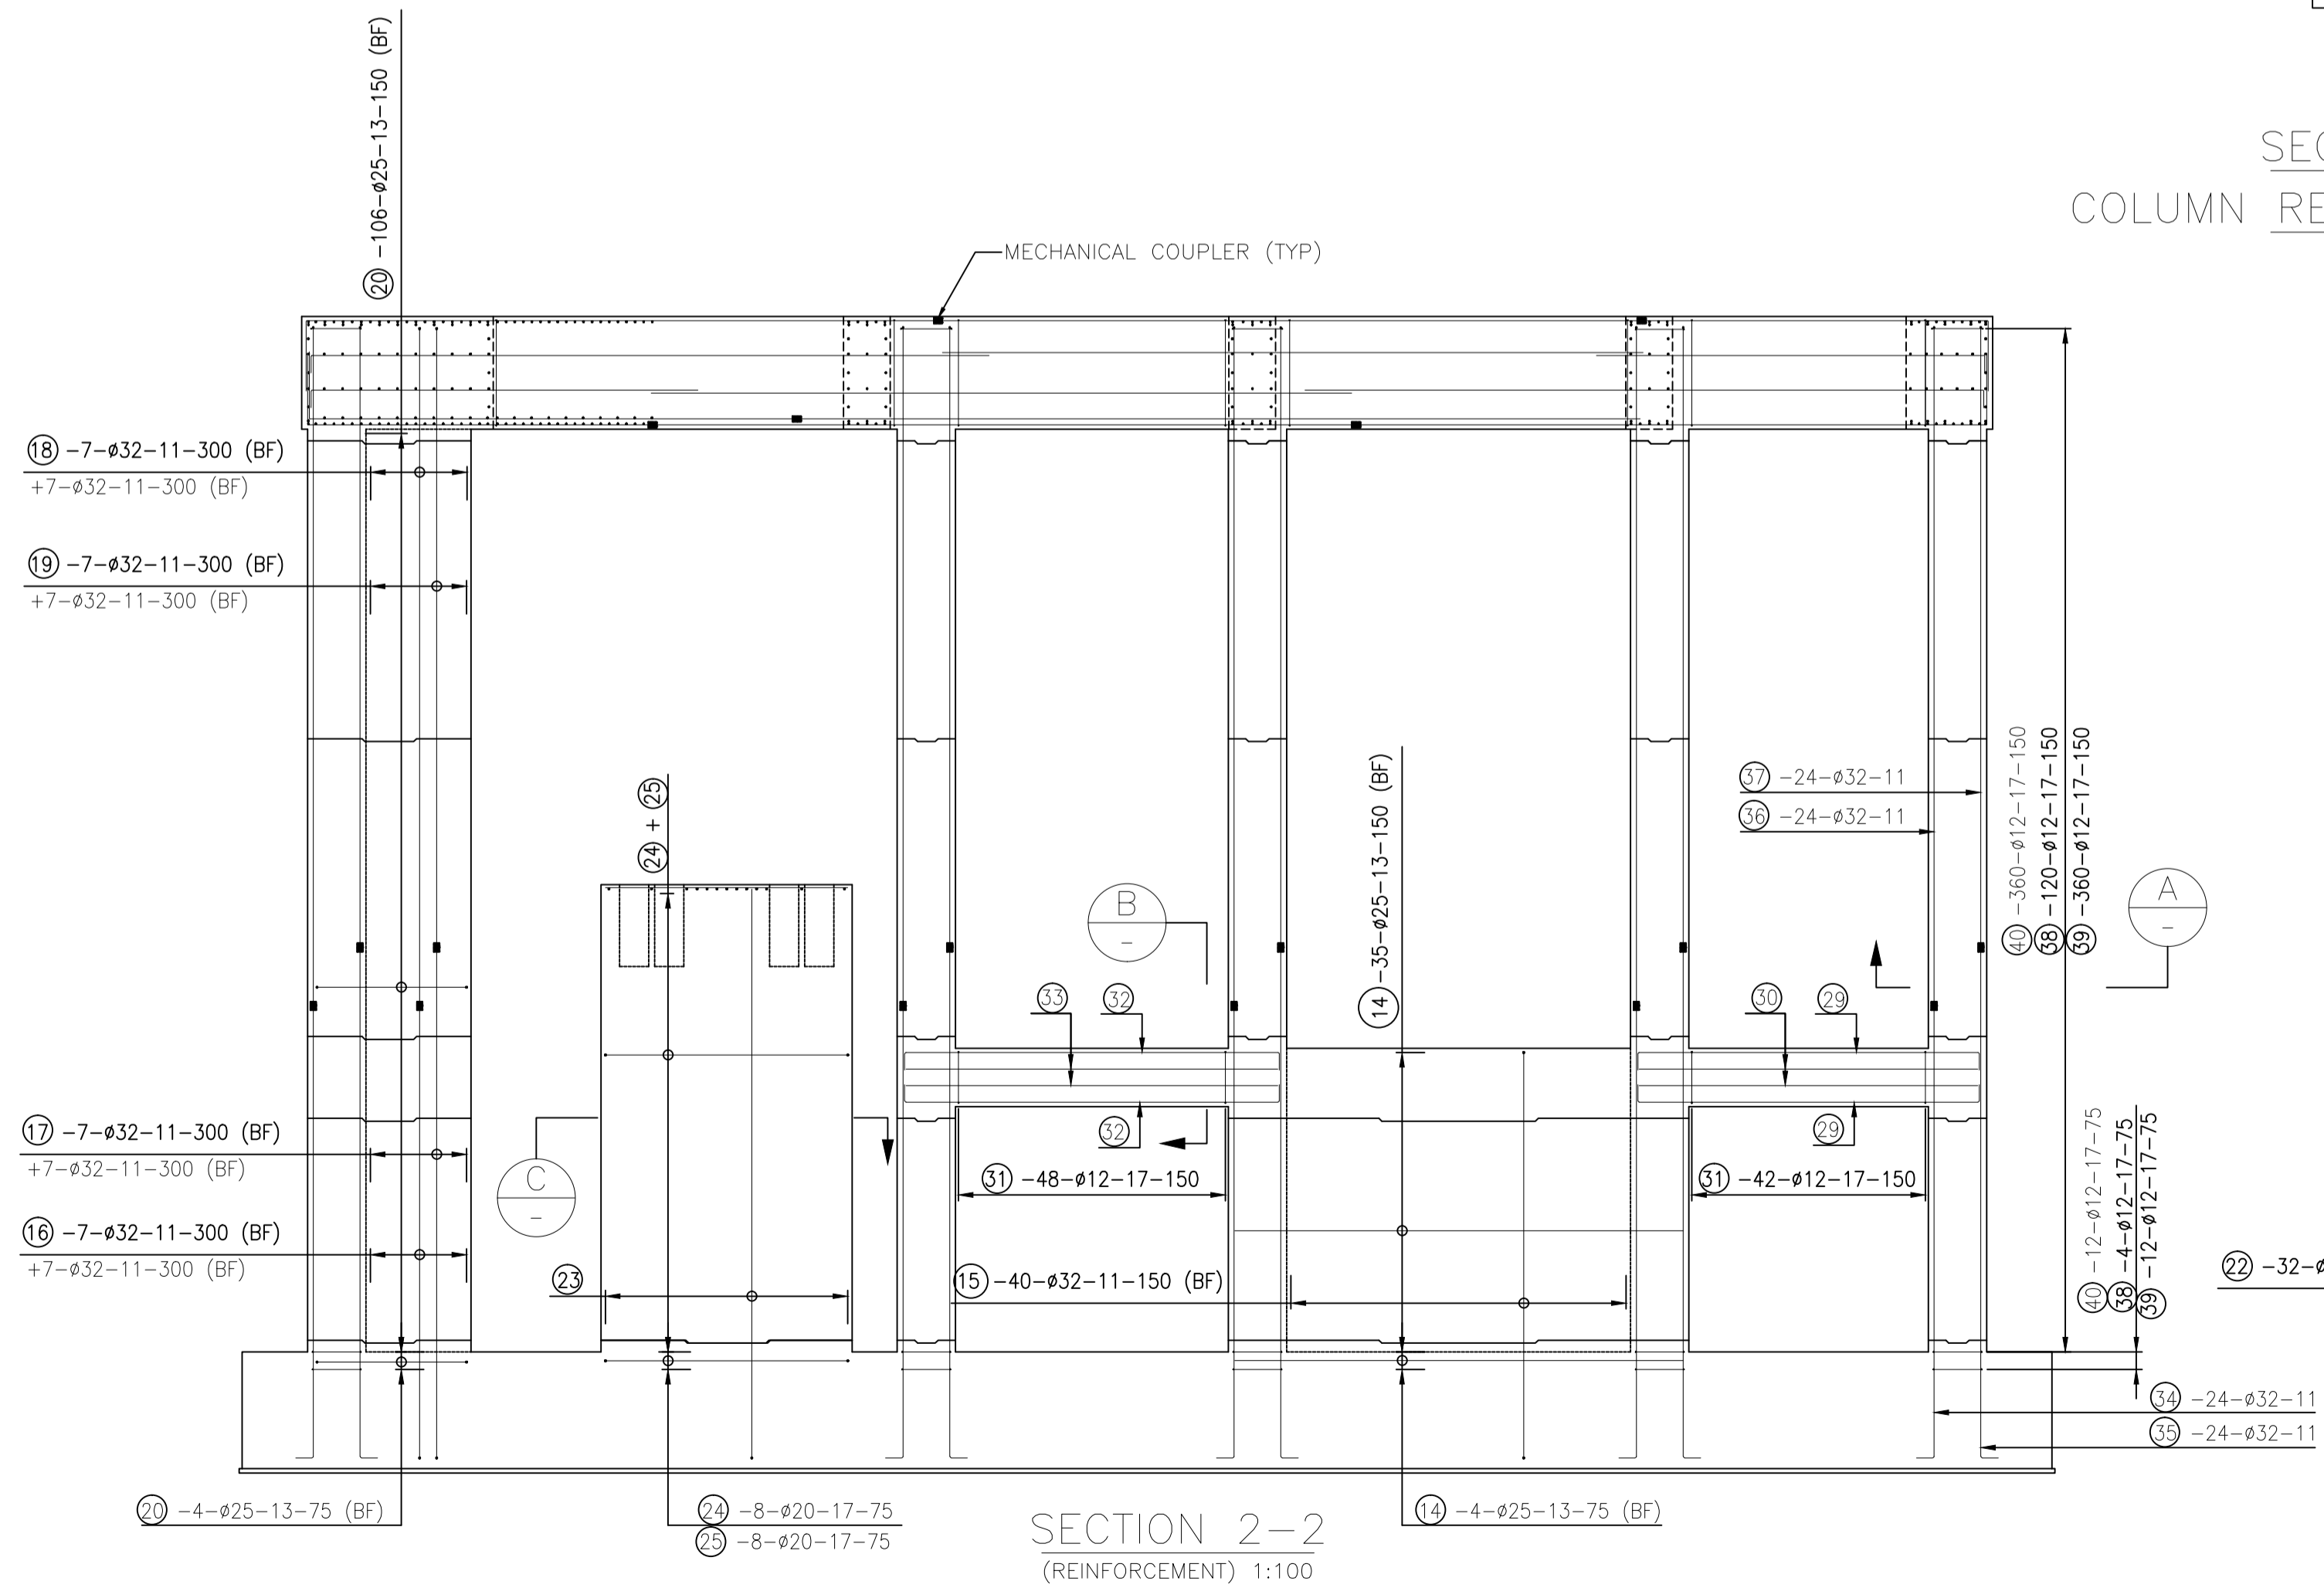 SEC
COLUMN RE
⑳ -106-ø25-13-150 (BF)
MECHANICAL COUPLER (TYP)
⑱ -7-ø32-11-300 (BF)
+7-ø32-11-300 (BF)
⑲ -7-ø32-11-300 (BF)
+7-ø32-11-300 (BF)
㉔ + ㉕
⑭ -35-ø25-13-150 (BF)
㊲ -24-ø32-11
㊱ -24-ø32-11
㊵ -360-ø12-17-150
㊳ -120-ø12-17-150
㊴ -360-ø12-17-150
A
-
B
-
㉝
㉜
㉚
㉙
⑰ -7-ø32-11-300 (BF)
+7-ø32-11-300 (BF)
㉜
㉙
C
-
㉛ -48-ø12-17-150
㉛ -42-ø12-17-150
㊵ -12-ø12-17-75
㊳ -4-ø12-17-75
㊴ -12-ø12-17-75
⑯ -7-ø32-11-300 (BF)
+7-ø32-11-300 (BF)
㉓
⑮ -40-ø32-11-150 (BF)
㉒ -32-ø
㉞ -24-ø32-11
㉟ -24-ø32-11
⑳ -4-ø25-13-75 (BF)
㉔ -8-ø20-17-75
㉕ -8-ø20-17-75
⑭ -4-ø25-13-75 (BF)
SECTION 2-2
(REINFORCEMENT) 1:100